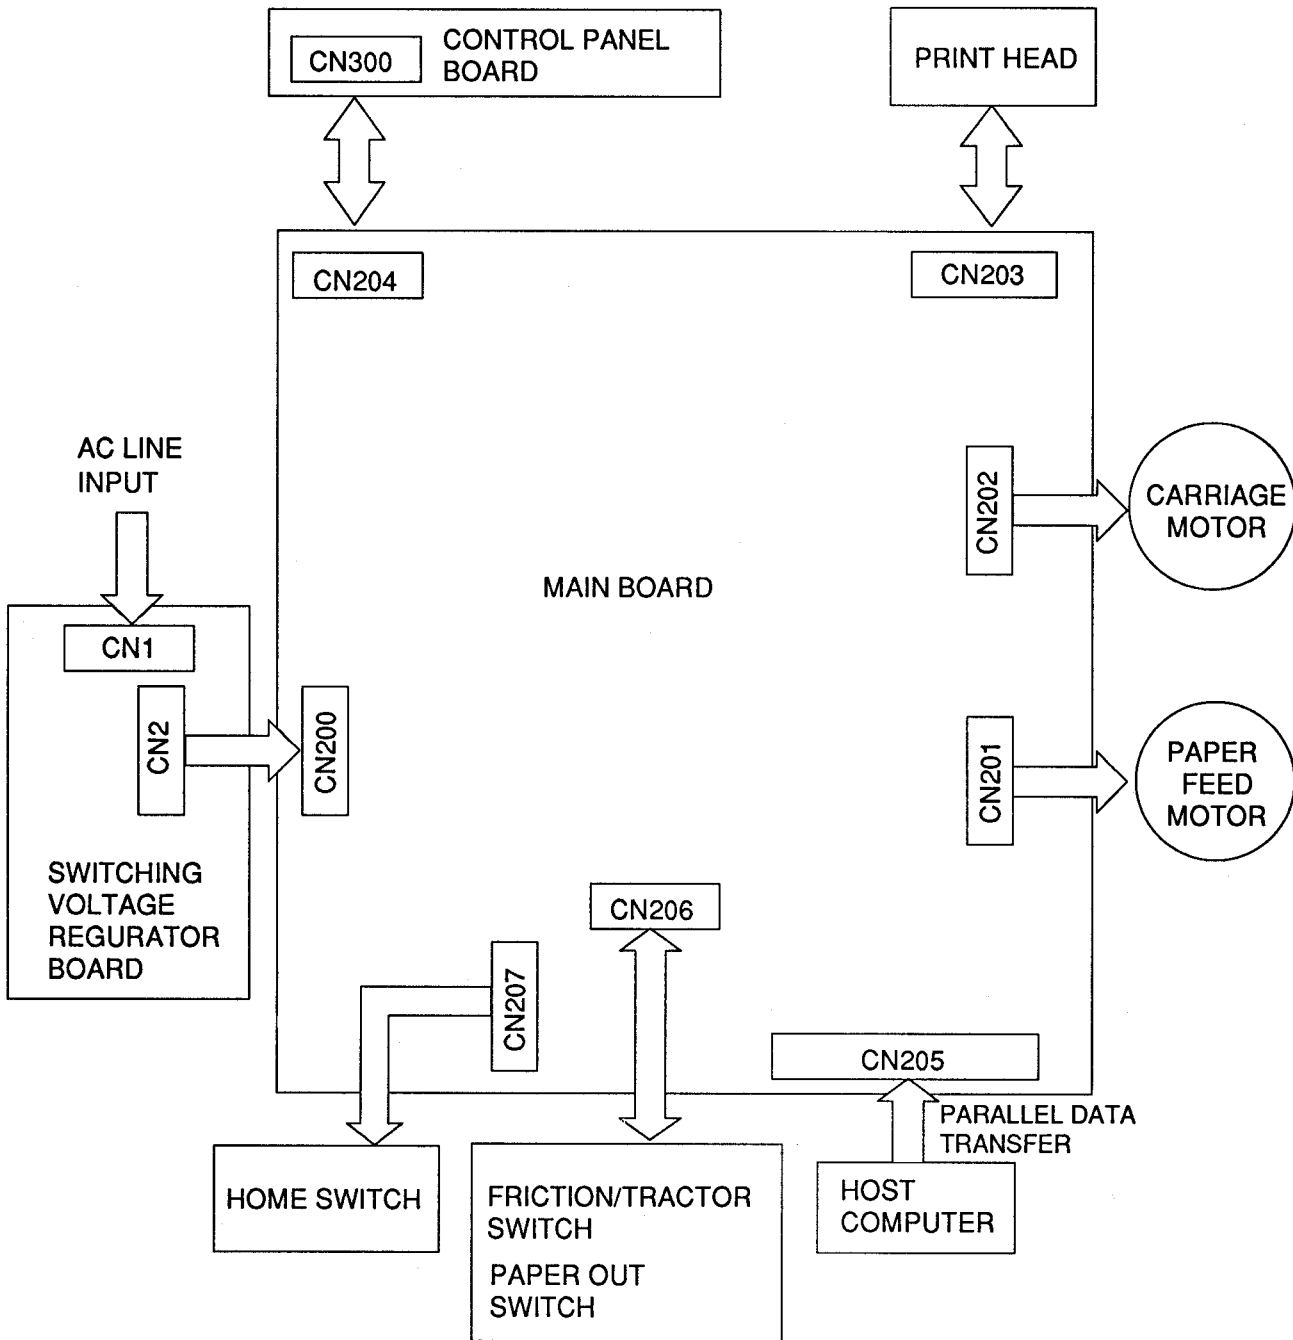 CN300
CONTROL PANEL
BOARD
PRINT HEAD
CN204
CN203
AC LINE
INPUT
CN202
CARRIAGE
MOTOR
MAIN BOARD
CN1
CN2
CN200
CN201
PAPER
FEED
MOTOR
SWITCHING
VOLTAGE
REGURATOR
BOARD
CN206
CN207
CN205
PARALLEL DATA
TRANSFER
HOME SWITCH
FRICTION/TRACTOR
SWITCH
PAPER OUT
SWITCH
HOST
COMPUTER